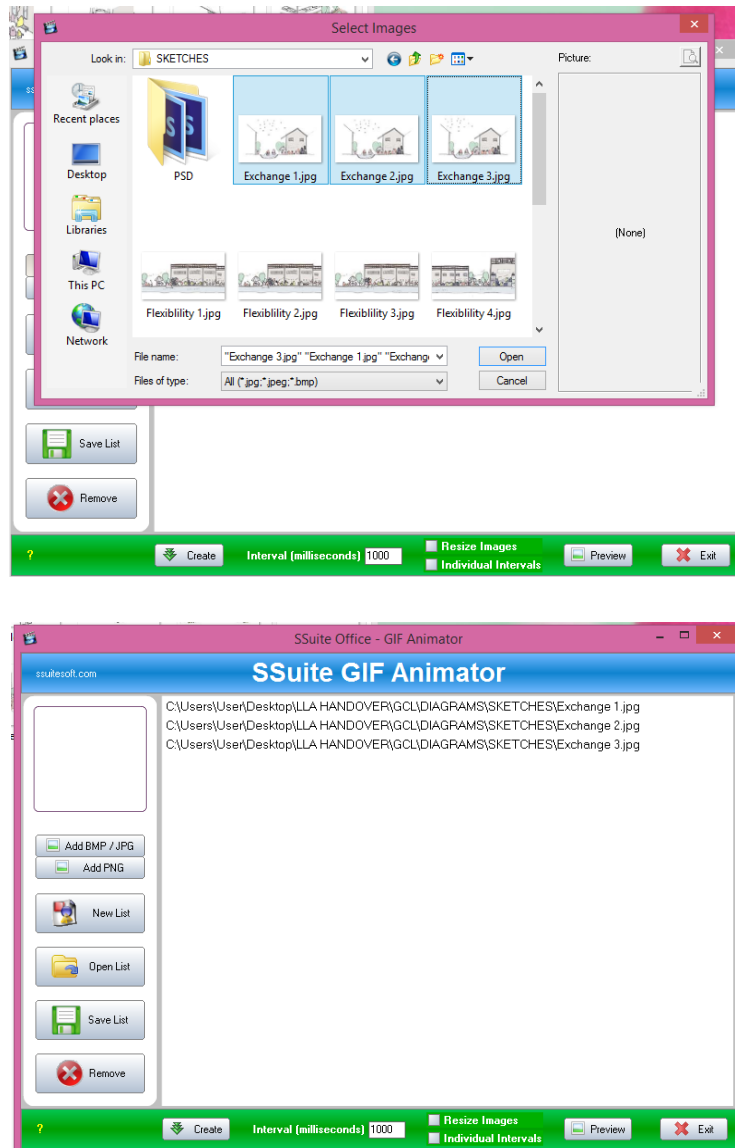 Select Images
Look in: SKETCHES
Picture:
Recent places
Desktop
Libraries
This PC
Network
PSD
Exchange 1.jpg
Exchange 2.jpg
Exchange 3.jpg
(None)
Flexiblility 1.jpg
Flexiblility 2.jpg
Flexiblility 3.jpg
Flexiblility 4.jpg
File name: "Exchange 3.jpg" "Exchange 1.jpg" "Exchang
Open
Files of type: All (*.jpg;*.jpeg;*.bmp)
Cancel
Save List
Remove
?
Create
Interval (milliseconds) 1000
Resize Images
Individual Intervals
Preview
Exit
SSuite Office - GIF Animator
ssuitesoft.com
SSuite GIF Animator
C:\Users\User\Desktop\LLA HANDOVER\GCL\DIAGRAMS\SKETCHES\Exchange 1.jpg
C:\Users\User\Desktop\LLA HANDOVER\GCL\DIAGRAMS\SKETCHES\Exchange 2.jpg
C:\Users\User\Desktop\LLA HANDOVER\GCL\DIAGRAMS\SKETCHES\Exchange 3.jpg
Add BMP / JPG
Add PNG
New List
Open List
Save List
Remove
?
Create
Interval (milliseconds) 1000
Resize Images
Individual Intervals
Preview
Exit